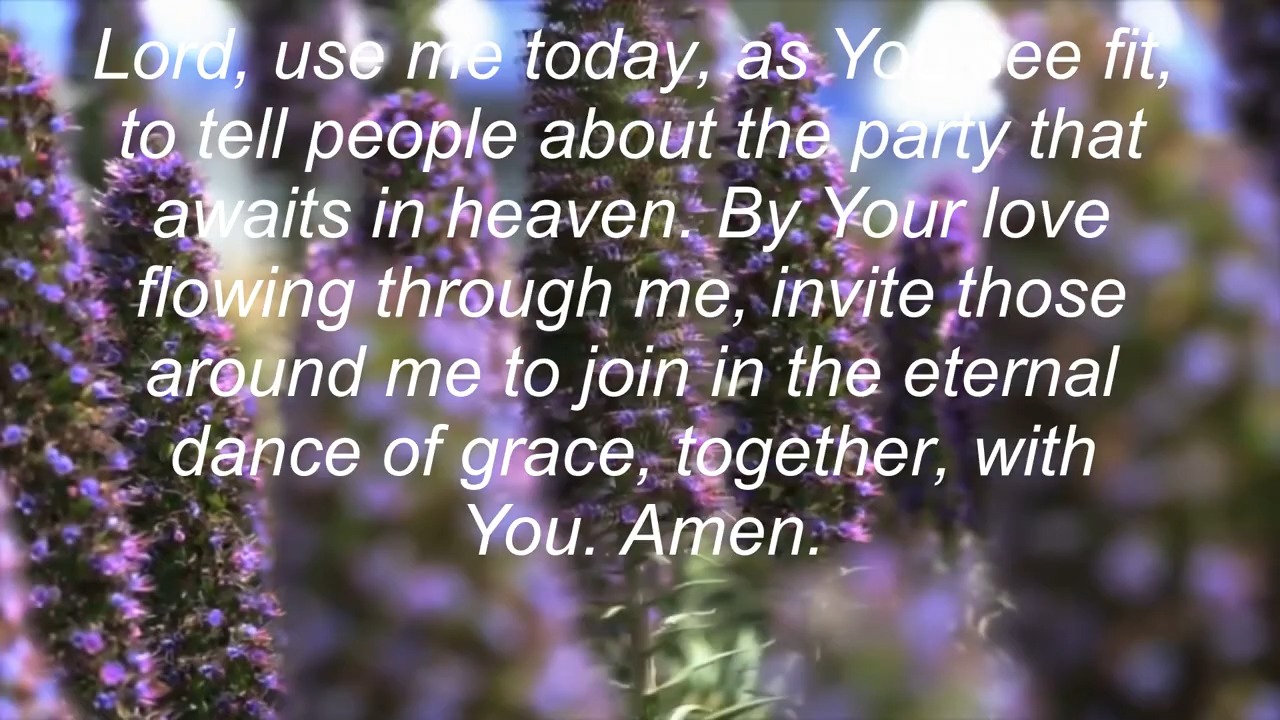 Lord, use me today, as You see fit,
to tell people about the party that
awaits in heaven. By Your love
flowing through me, invite those
around me to join in the eternal
dance of grace, together, with
You. Amen.